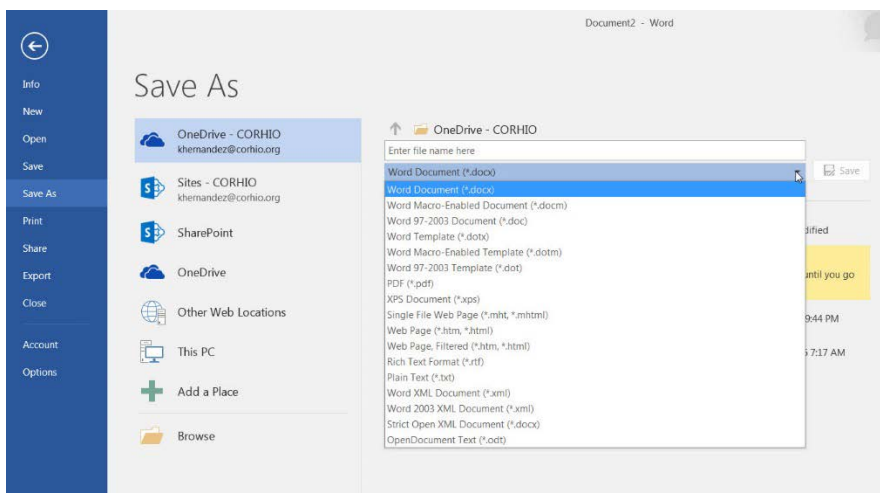 Document2 - Word
Info
New
Open
Save
Save As
Print
Share
Export
Close
Account
Options
Save As
OneDrive - CORHIO
khernandez@corhio.org
Sites - CORHIO
khernandez@corhio.org
SharePoint
OneDrive
Other Web Locations
This PC
Add a Place
Browse
OneDrive - CORHIO
Enter file name here
Word Document (*.docx)
Save
Word Document (*.docx)
Word Macro-Enabled Document (*.docm)
Word 97-2003 Document (*.doc)
Word Template (*.dotx)
Word Macro-Enabled Template (*.dotm)
Word 97-2003 Template (*.dot)
PDF (*.pdf)
XPS Document (*.xps)
Single File Web Page (*.mht, *.mhtml)
Web Page (*.htm, *.html)
Web Page, Filtered (*.htm, *.html)
Rich Text Format (*.rtf)
Plain Text (*.txt)
Word XML Document (*.xml)
Word 2003 XML Document (*.xml)
Strict Open XML Document (*.docx)
OpenDocument Text (*.odt)
dified
until you go
9:44 PM
7:17 AM